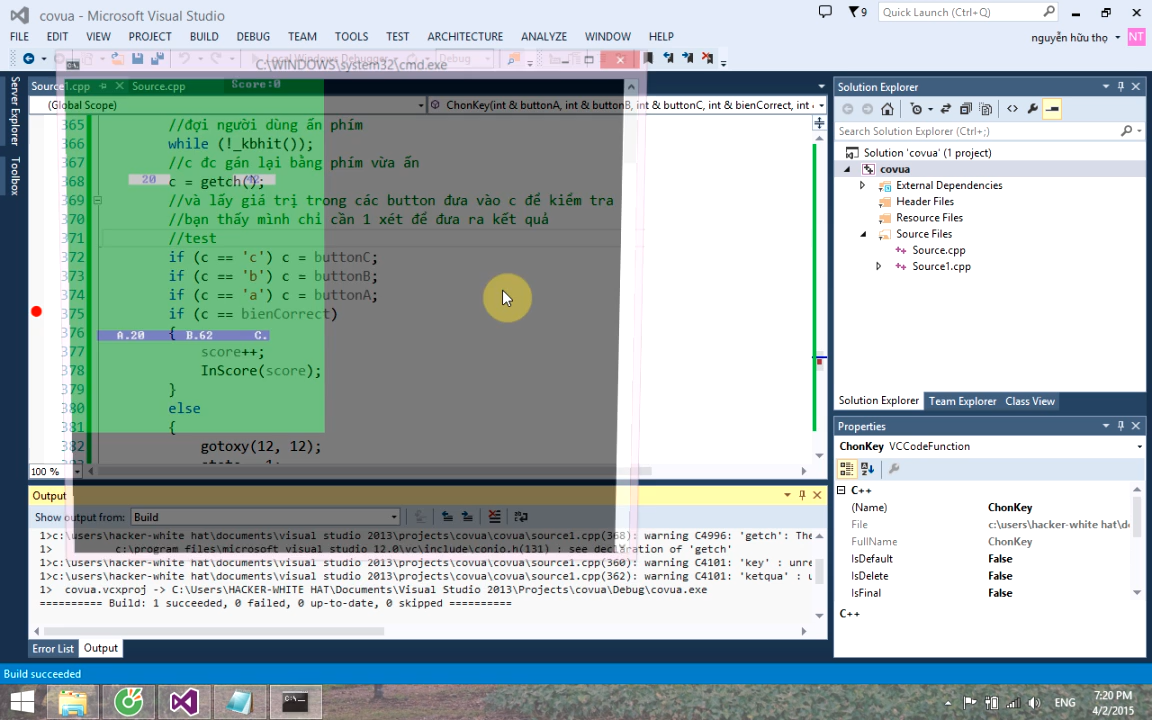 covua - Microsoft Visual Studio
9
Quick Launch (Ctrl+Q)
FILE EDIT VIEW PROJECT BUILD DEBUG TEAM TOOLS TEST ARCHITECTURE ANALYZE WINDOW HELP
nguyễn hữu thọ NT
Local Windows Debugger Debug
C:\WINDOWS\system32\cmd.exe
Server Explorer
Toolbox
Source1.cpp Source.cpp Score:0
(Global Scope) ChonKey(int & buttonA, int & buttonB, int & buttonC, int & bienCorrect, int
365 //đợi người dùng ấn phím
366 while (!_kbhit());
367 //c đc gán lại bằng phím vừa ấn
368 c = getch();
20
369 //và lấy giá trị trong các button đưa vào c để kiểm tra
370 //bạn thấy mình chỉ cần 1 xét để đưa ra kết quả
371 //test
372 if (c == 'c') c = buttonC;
373 if (c == 'b') c = buttonB;
374 if (c == 'a') c = buttonA;
375 if (c == bienCorrect)
376 {
A.20 B.62 C.
377 score++;
378 InScore(score);
379 }
380 else
381 {
382 gotoxy(12, 12);
100 %
Output
Show output from: Build
1>c:\users\hacker-white hat\documents\visual studio 2013\projects\covua\covua\source1.cpp(368): warning C4996: 'getch': The
1> c:\program files\microsoft visual studio 12.0\vc\include\conio.h(131) : see declaration of 'getch'
1>c:\users\hacker-white hat\documents\visual studio 2013\projects\covua\covua\source1.cpp(360): warning C4101: 'key' : unre
1>c:\users\hacker-white hat\documents\visual studio 2013\projects\covua\covua\source1.cpp(362): warning C4101: 'ketqua' : u
1> covua.vcxproj -> C:\Users\HACKER-WHITE HAT\Documents\Visual Studio 2013\Projects\covua\Debug\covua.exe
========== Build: 1 succeeded, 0 failed, 0 up-to-date, 0 skipped ==========
Error List Output
Build succeeded
Solution Explorer
Search Solution Explorer (Ctrl+;)
Solution 'covua' (1 project)
covua
External Dependencies
Header Files
Resource Files
Source Files
Source.cpp
Source1.cpp
Solution Explorer Team Explorer Class View
Properties
ChonKey VCCodeFunction
C++
(Name) ChonKey
File c:\users\hacker-white hat\do
FullName ChonKey
IsDefault False
IsDelete False
IsFinal False
C++
ENG
7:20 PM
4/2/2015